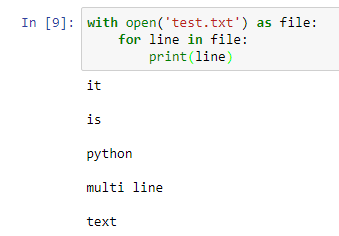 In [9]: with open('test.txt') as file:
    for line in file:
        print(line)
it
is
python
multi line
text